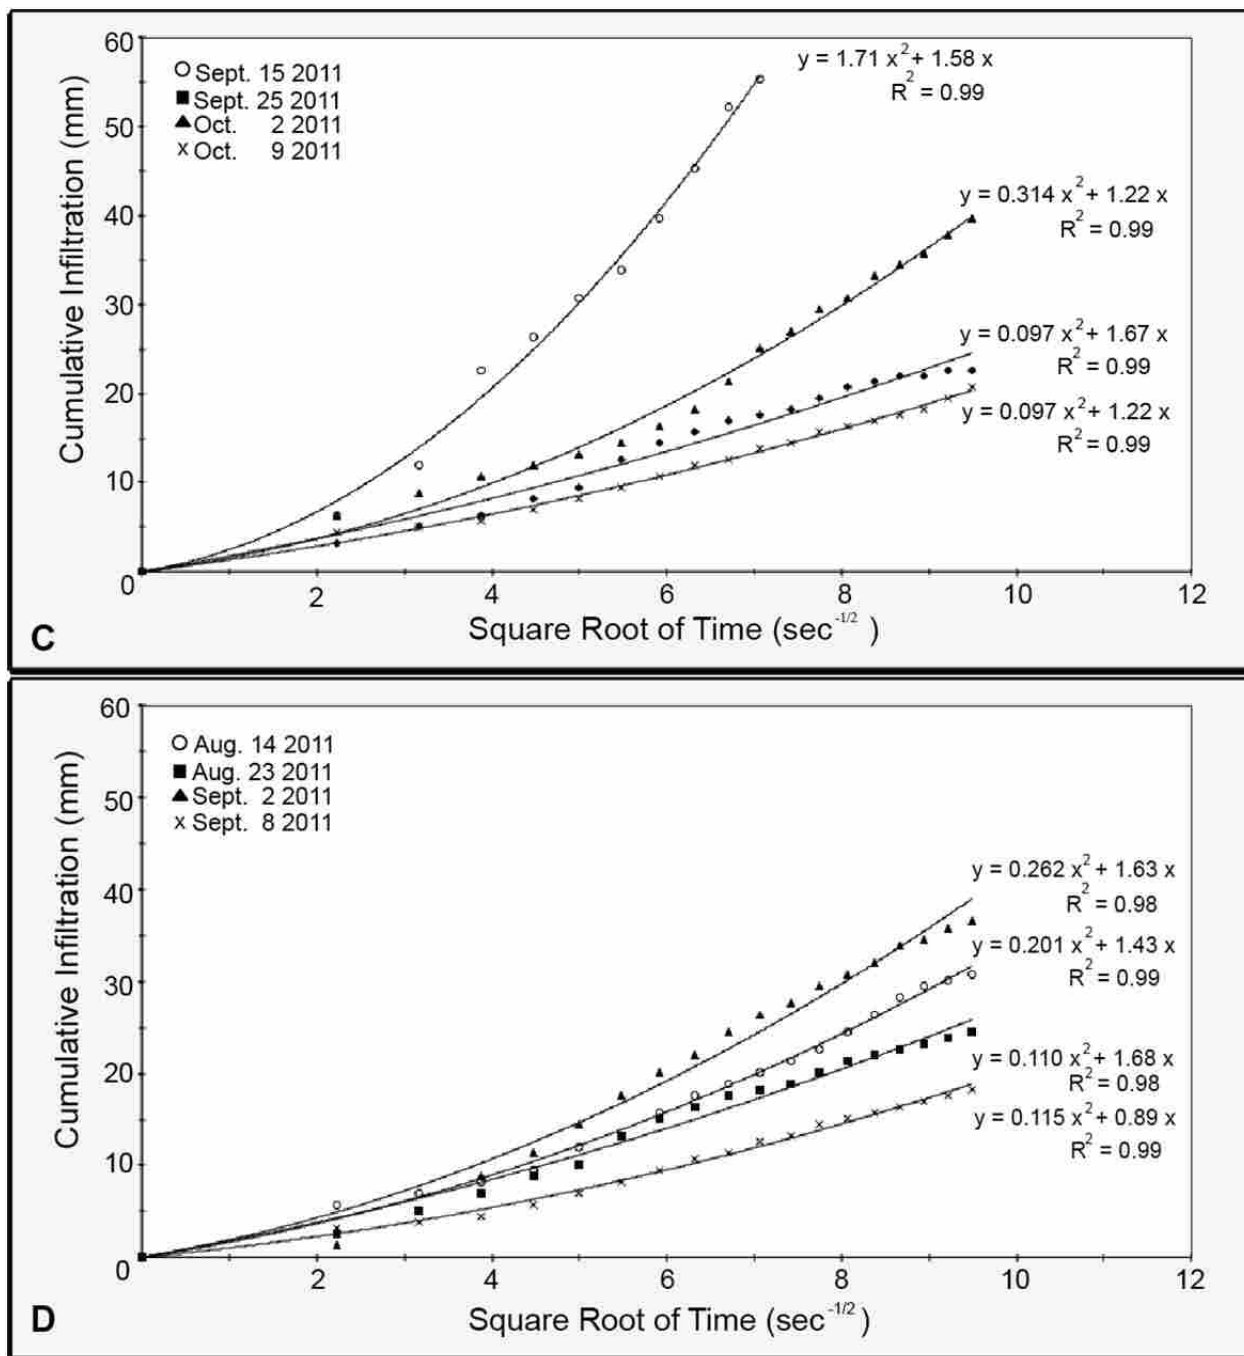 60
50
40
30
20
10
0
Cumulative Infiltration (mm)
○ Sept. 15 2011
■ Sept. 25 2011
▲ Oct. 2 2011
× Oct. 9 2011
y = 1.71 x² + 1.58 x
R² = 0.99
y = 0.314 x² + 1.22 x
R² = 0.99
y = 0.097 x² + 1.67 x
R² = 0.99
y = 0.097 x² + 1.22 x
R² = 0.99
2 4 6 8 10 12
Square Root of Time (sec⁻¹/²)
C
60
50
40
30
20
10
0
Cumulative Infiltration (mm)
○ Aug. 14 2011
■ Aug. 23 2011
▲ Sept. 2 2011
× Sept. 8 2011
y = 0.262 x² + 1.63 x
R² = 0.98
y = 0.201 x² + 1.43 x
R² = 0.99
y = 0.110 x² + 1.68 x
R² = 0.98
y = 0.115 x² + 0.89 x
R² = 0.99
2 4 6 8 10 12
Square Root of Time (sec⁻¹/²)
D